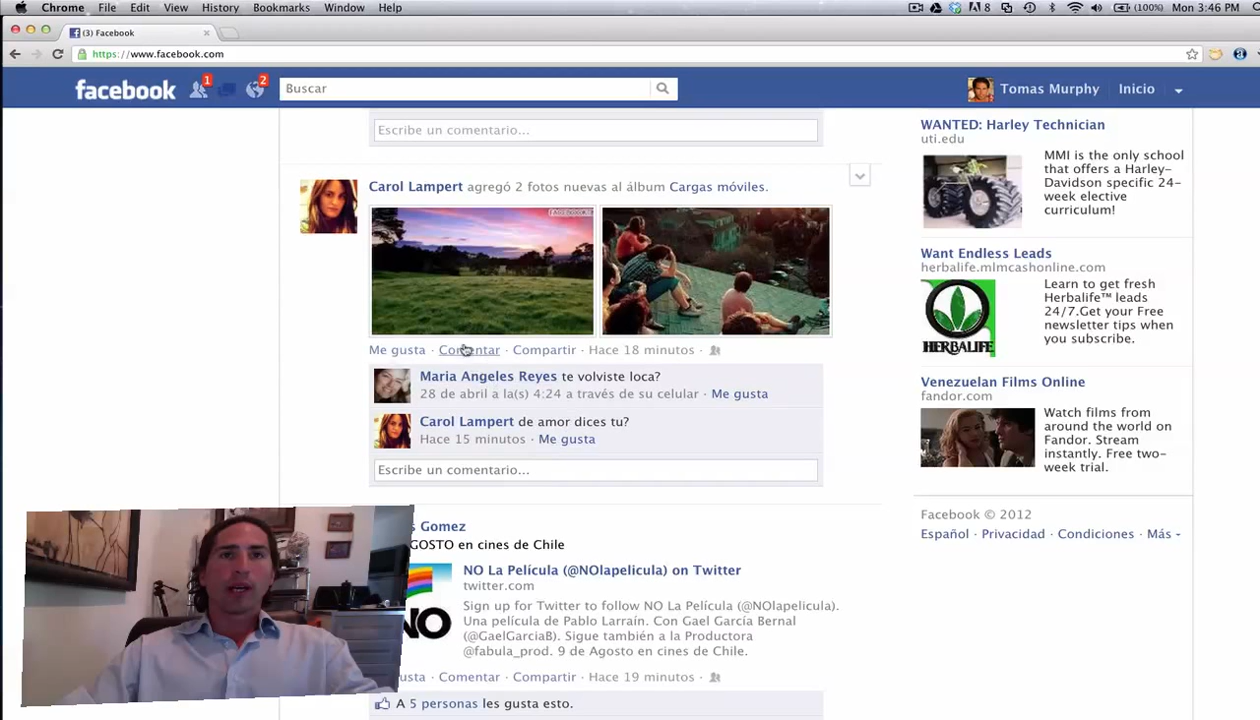 Chrome File Edit View History Bookmarks Window Help 8 (100%) Mon 3:46 PM
(3) Facebook
https://www.facebook.com
facebook 1 2 Buscar Tomas Murphy Inicio
Escribe un comentario...
Carol Lampert agregó 2 fotos nuevas al álbum Cargas móviles.
Me gusta · Comentar · Compartir · Hace 18 minutos ·
Maria Angeles Reyes te volviste loca?
28 de abril a la(s) 4:24 a través de su celular · Me gusta
Carol Lampert de amor dices tu?
Hace 15 minutos · Me gusta
Escribe un comentario...
s Gomez
GOSTO en cines de Chile
NO
NO La Película (@NOlapelicula) on Twitter
twitter.com
Sign up for Twitter to follow NO La Película (@NOlapelicula).
Una película de Pablo Larraín. Con Gael García Bernal
(@GaelGarciaB). Sigue también a la Productora
@fabula_prod. 9 de Agosto en cines de Chile.
usta · Comentar · Compartir · Hace 19 minutos ·
A 5 personas les gusta esto.
WANTED: Harley Technician
uti.edu
MMI is the only school
that offers a Harley-
Davidson specific 24-
week elective
curriculum!
Want Endless Leads
herbalife.mlmcashonline.com
HERBALIFE
Learn to get fresh
Herbalife™ leads
24/7.Get your Free
newsletter tips when
you subscribe.
Venezuelan Films Online
fandor.com
Watch films from
around the world on
Fandor. Stream
instantly. Free two-
week trial.
Facebook © 2012
Español · Privacidad · Condiciones · Más